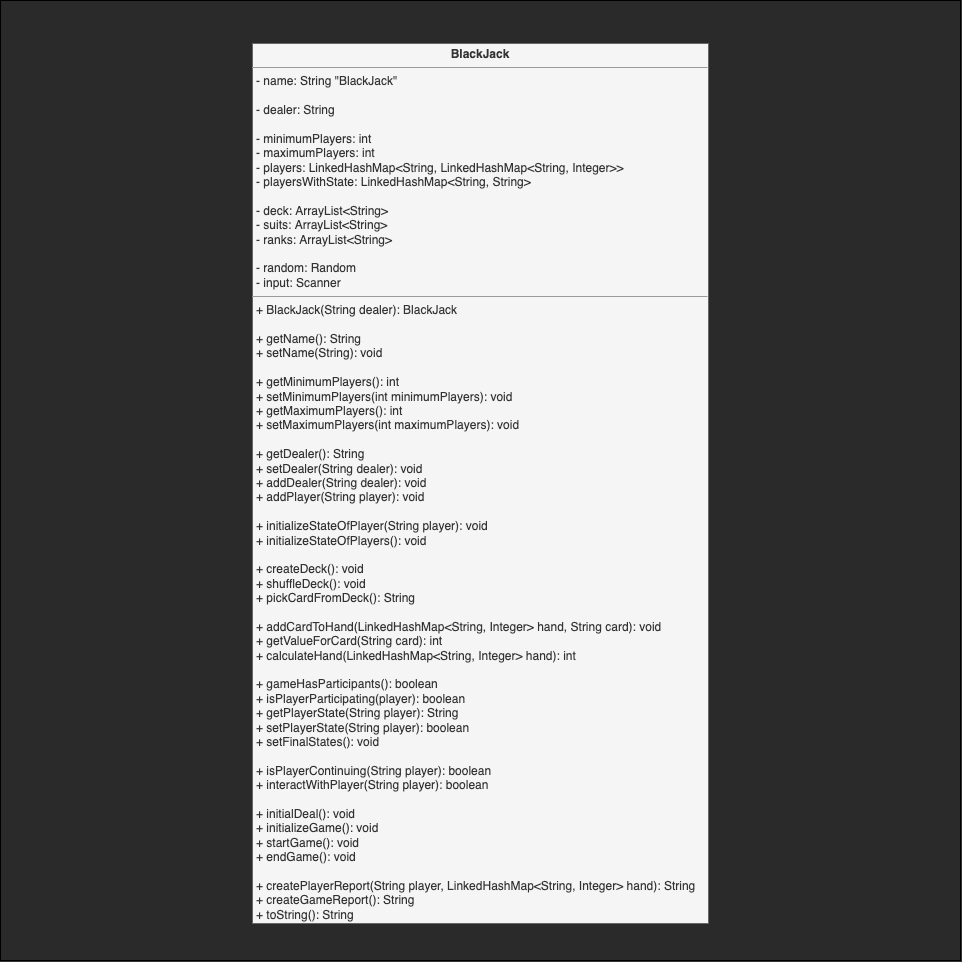 BlackJack
- name: String "BlackJack"
- dealer: String
- minimumPlayers: int
- maximumPlayers: int
- players: LinkedHashMap<String, LinkedHashMap<String, Integer>>
- playersWithState: LinkedHashMap<String, String>
- deck: ArrayList<String>
- suits: ArrayList<String>
- ranks: ArrayList<String>
- random: Random
- input: Scanner
+ BlackJack(String dealer): BlackJack
+ getName(): String
+ setName(String): void
+ getMinimumPlayers(): int
+ setMinimumPlayers(int minimumPlayers): void
+ getMaximumPlayers(): int
+ setMaximumPlayers(int maximumPlayers): void
+ getDealer(): String
+ setDealer(String dealer): void
+ addDealer(String dealer): void
+ addPlayer(String player): void
+ initializeStateOfPlayer(String player): void
+ initializeStateOfPlayers(): void
+ createDeck(): void
+ shuffleDeck(): void
+ pickCardFromDeck(): String
+ addCardToHand(LinkedHashMap<String, Integer> hand, String card): void
+ getValueForCard(String card): int
+ calculateHand(LinkedHashMap<String, Integer> hand): int
+ gameHasParticipants(): boolean
+ isPlayerParticipating(player): boolean
+ getPlayerState(String player): String
+ setPlayerState(String player): boolean
+ setFinalStates(): void
+ isPlayerContinuing(String player): boolean
+ interactWithPlayer(String player): boolean
+ initialDeal(): void
+ initializeGame(): void
+ startGame(): void
+ endGame(): void
+ createPlayerReport(String player, LinkedHashMap<String, Integer> hand): String
+ createGameReport(): String
+ toString(): String